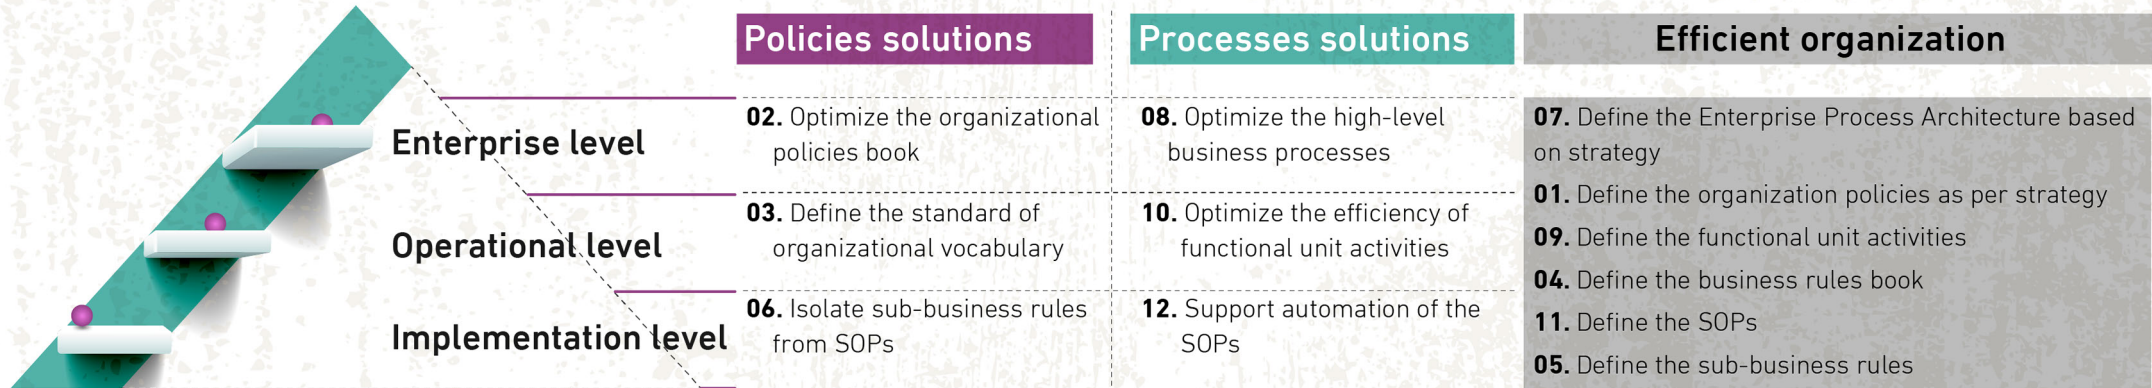 Policies solutions
Processes solutions
Efficient organization
Enterprise level
02. Optimize the organizational
policies book
08. Optimize the high-level
business processes
Operational level
03. Define the standard of
organizational vocabulary
10. Optimize the efficiency of
functional unit activities
Implementation level
06. Isolate sub-business rules
from SOPs
12. Support automation of the
SOPs
07. Define the Enterprise Process Architecture based
on strategy
01. Define the organization policies as per strategy
09. Define the functional unit activities
04. Define the business rules book
11. Define the SOPs
05. Define the sub-business rules